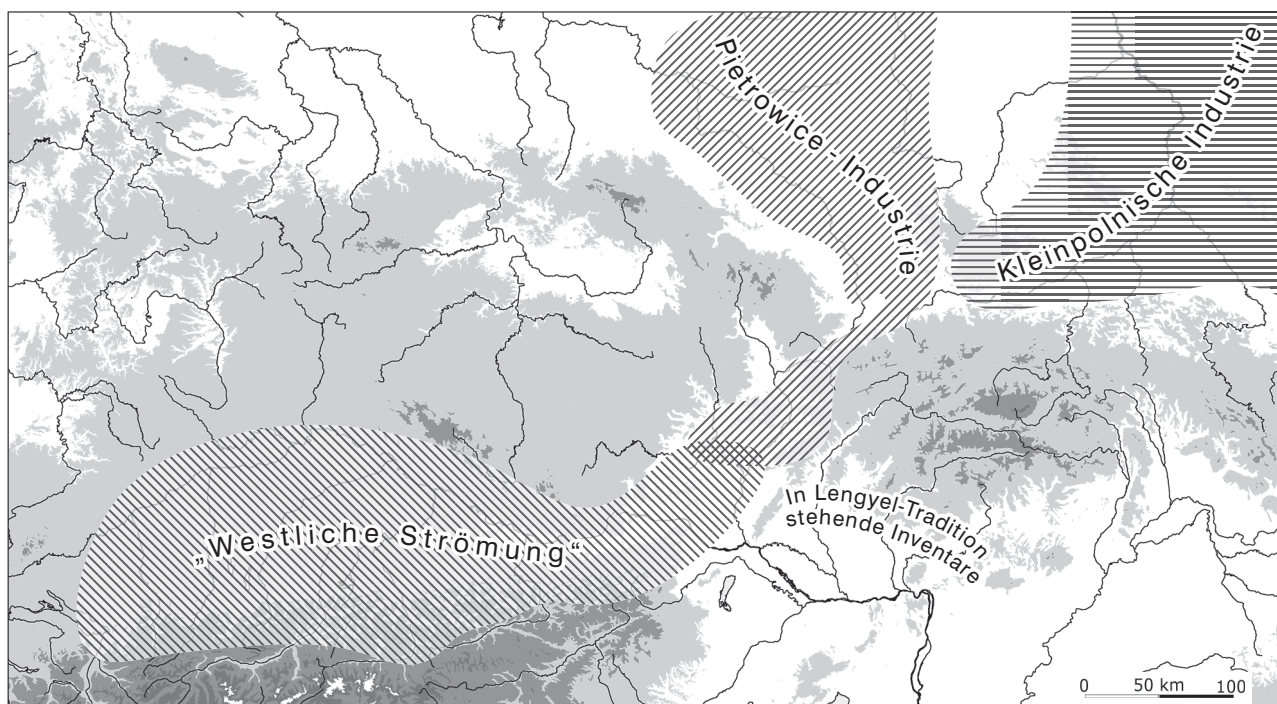 Pietrowice - Industrie
Kleinpolnische Industrie
In Lengyel-Tradition
stehende Inventare
„Westliche Strömung“
0 50 km 100